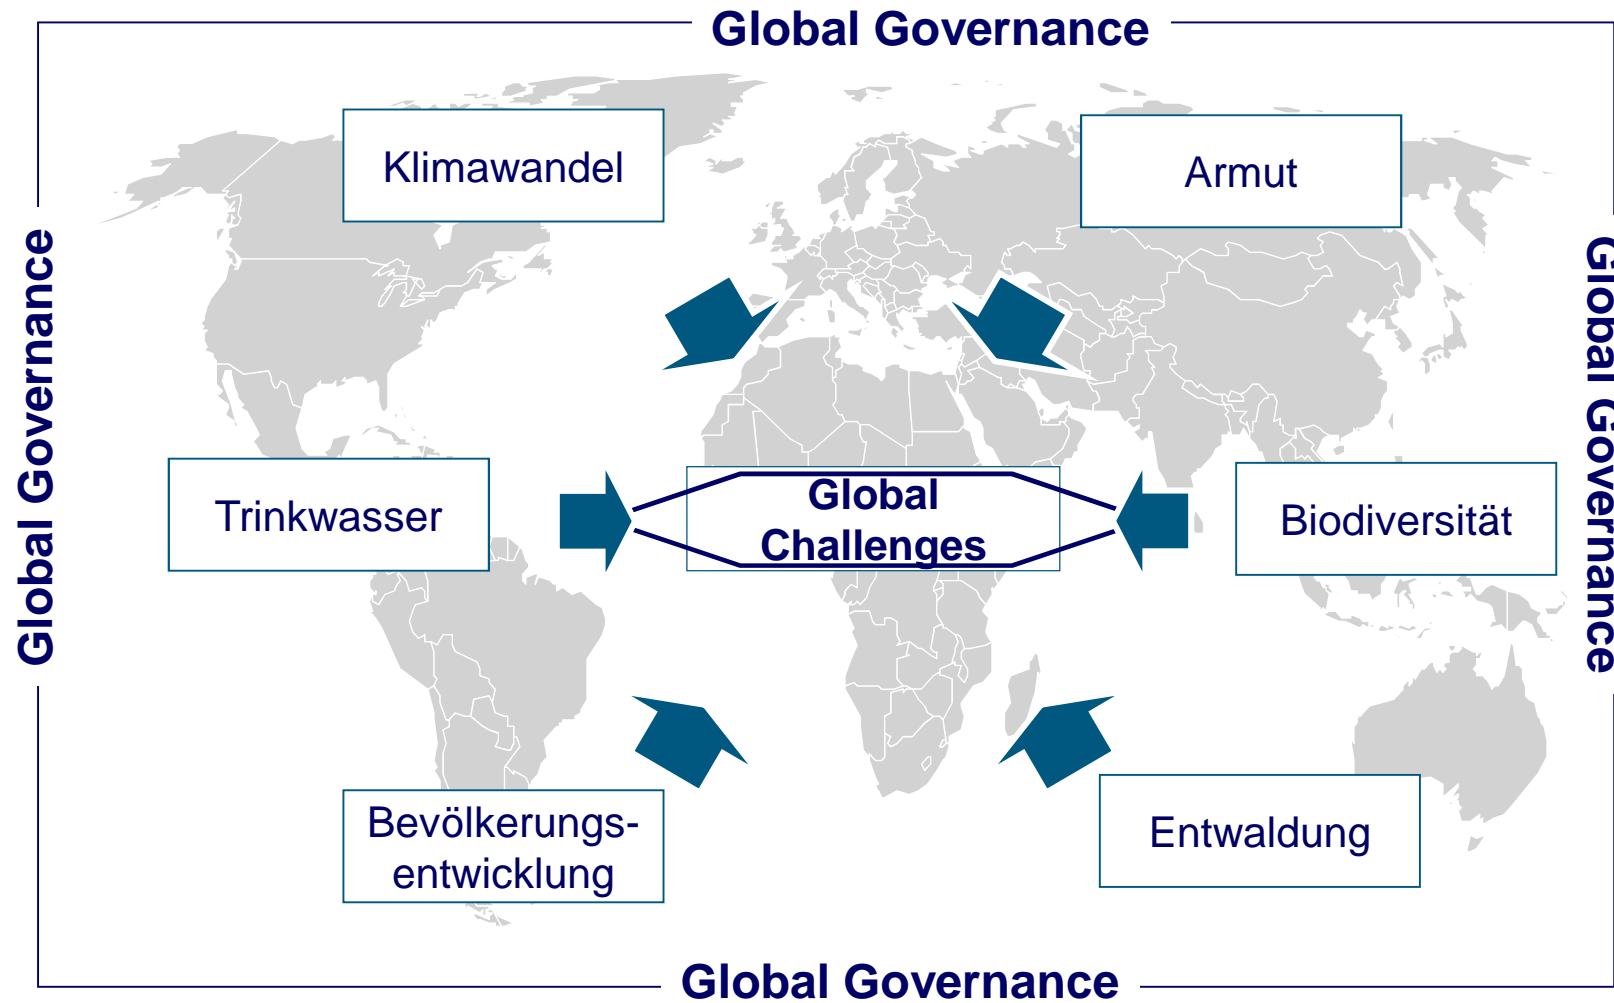 Global Governance
Klimawandel
Armut
Global Governance
Global Governance
Trinkwasser
Global
Challenges
Biodiversität
Bevölkerungs-
entwicklung
Entwaldung
Global Governance